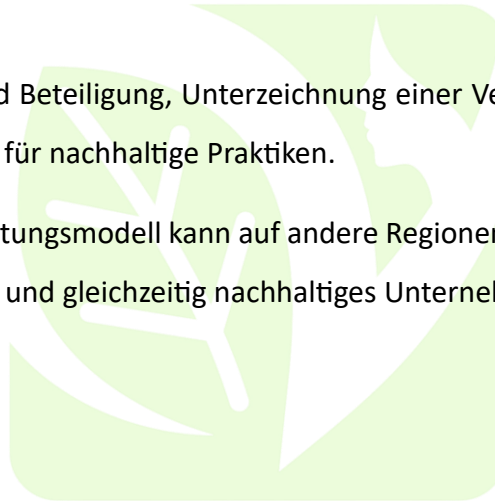 d Beteiligung, Unterzeichnung einer Ve
für nachhaltige Praktiken.
tungsmodell kann auf andere Regionen
und gleichzeitig nachhaltiges Unterneh